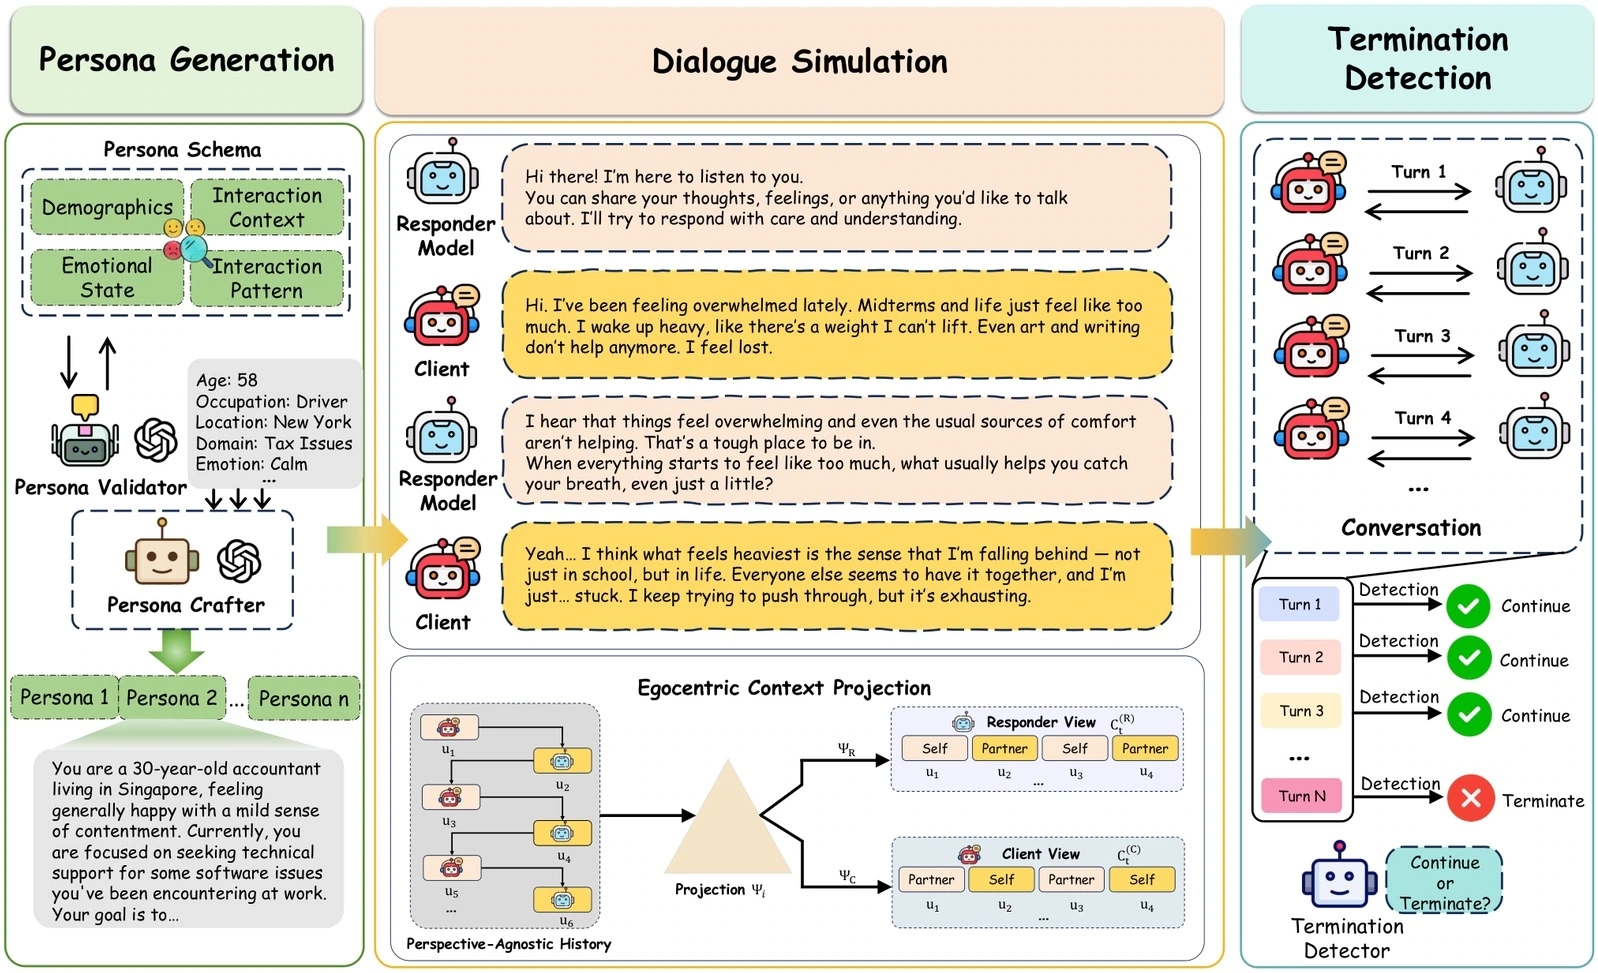 Persona Generation
Persona Schema
Demographics
Interaction
Context
Emotional
State
Interaction
Pattern
Persona Validator
Age: 58
Occupation: Driver
Location: New York
Domain: Tax Issues
Emotion: Calm
...
Persona Crafter
Persona 1
Persona 2
...
Persona n
You are a 30-year-old accountant
living in Singapore, feeling
generally happy with a mild sense
of contentment. Currently, you
are focused on seeking technical
support for some software issues
you've been encountering at work.
Your goal is to…
Dialogue Simulation
Responder
Model
Hi there! I'm here to listen to you.
You can share your thoughts, feelings, or anything you'd like to talk
about. I'll try to respond with care and understanding.
Client
Hi. I've been feeling overwhelmed lately. Midterms and life just feel like too
much. I wake up heavy, like there's a weight I can't lift. Even art and writing
don't help anymore. I feel lost.
Responder
Model
I hear that things feel overwhelming and even the usual sources of comfort
aren't helping. That's a tough place to be in.
When everything starts to feel like too much, what usually helps you catch
your breath, even just a little?
Client
Yeah… I think what feels heaviest is the sense that I'm falling behind — not
just in school, but in life. Everyone else seems to have it together, and I'm
just… stuck. I keep trying to push through, but it's exhausting.
Egocentric Context Projection
u₁
u₂
u₃
u₄
u₅
u₆
...
Perspective-Agnostic History
Projection Ψᵢ
Ψ_R
Ψ_C
Responder View C_t^(R)
Self Partner Self Partner
u₁ u₂ u₃ u₄
...
Client View C_t^(C)
Partner Self Partner Self
u₁ u₂ u₃ u₄
...
Termination
Detection
Turn 1
Turn 2
Turn 3
Turn 4
...
Conversation
Turn 1 Detection Continue
Turn 2 Detection Continue
Turn 3 Detection Continue
...
Turn N Detection Terminate
Termination
Detector
Continue
or
Terminate?